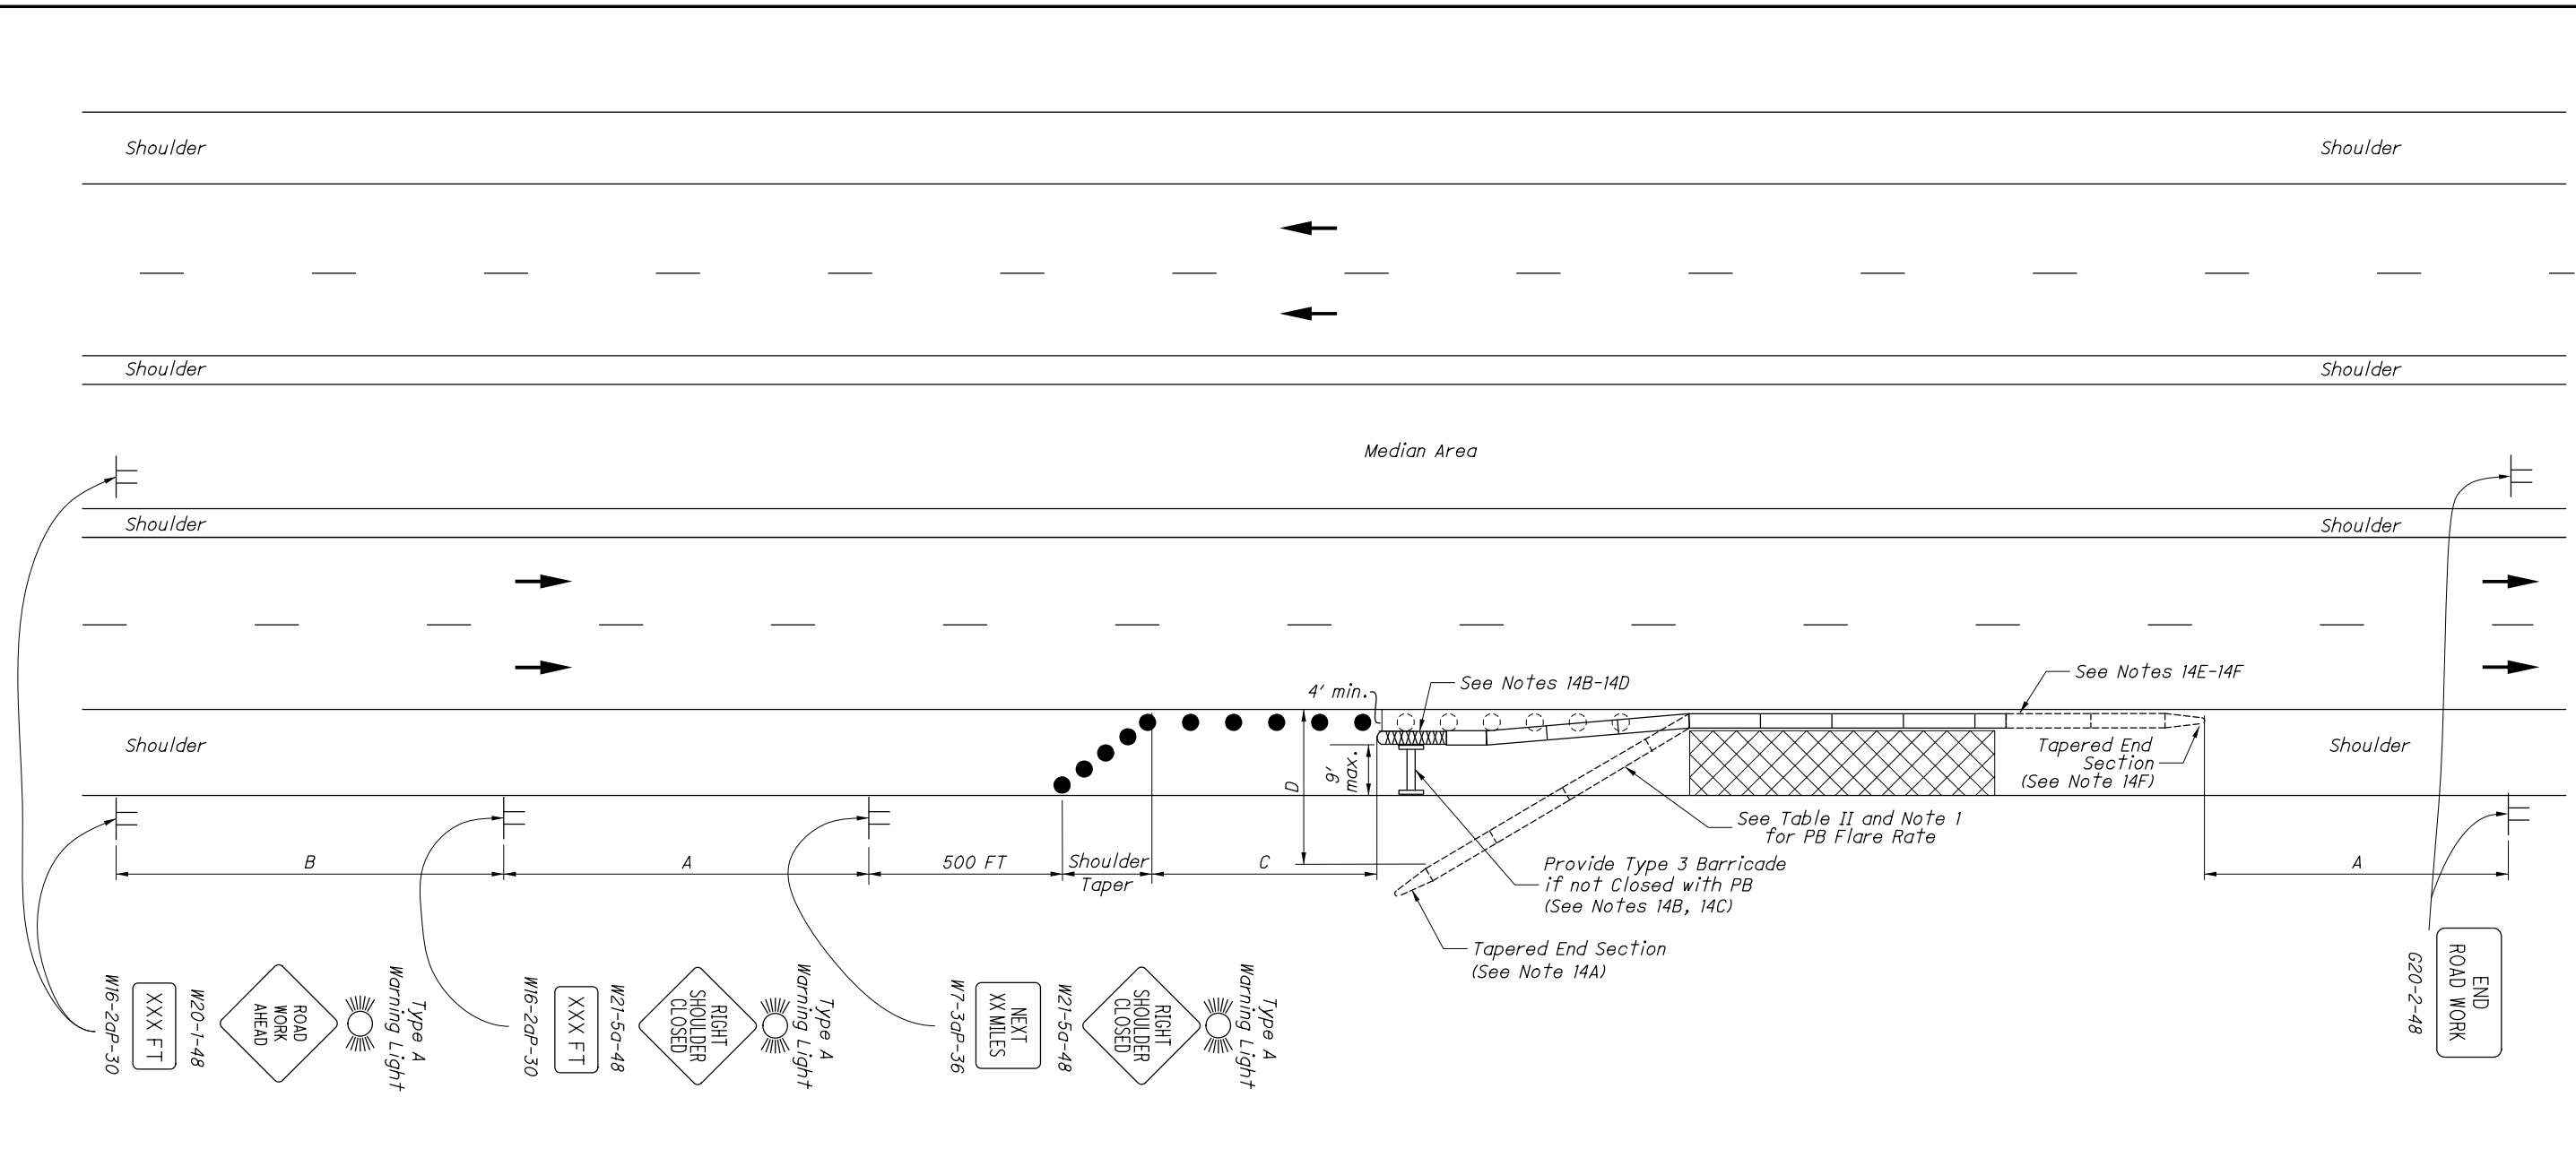 Shoulder
Shoulder
Shoulder
Shoulder
Median Area
Shoulder
Shoulder
4' min.
See Notes 14B-14D
See Notes 14E-14F
Shoulder
D
9'
max.
Tapered End
Section
(See Note 14F)
Shoulder
See Table II and Note 1
for PB Flare Rate
B
A
500 FT
Shoulder
Taper
C
Provide Type 3 Barricade
if not Closed with PB
(See Notes 14B, 14C)
A
Tapered End Section
(See Note 14A)
Type A
Warning Light
ROAD
WORK
AHEAD
W20-1-48
XXX FT
W16-2aP-30
Type A
Warning Light
RIGHT
SHOULDER
CLOSED
W21-5a-48
XXX FT
W16-2aP-30
Type A
Warning Light
RIGHT
SHOULDER
CLOSED
W21-5a-48
NEXT
XX MILES
W7-3aP-36
END
ROAD WORK
G20-2-48